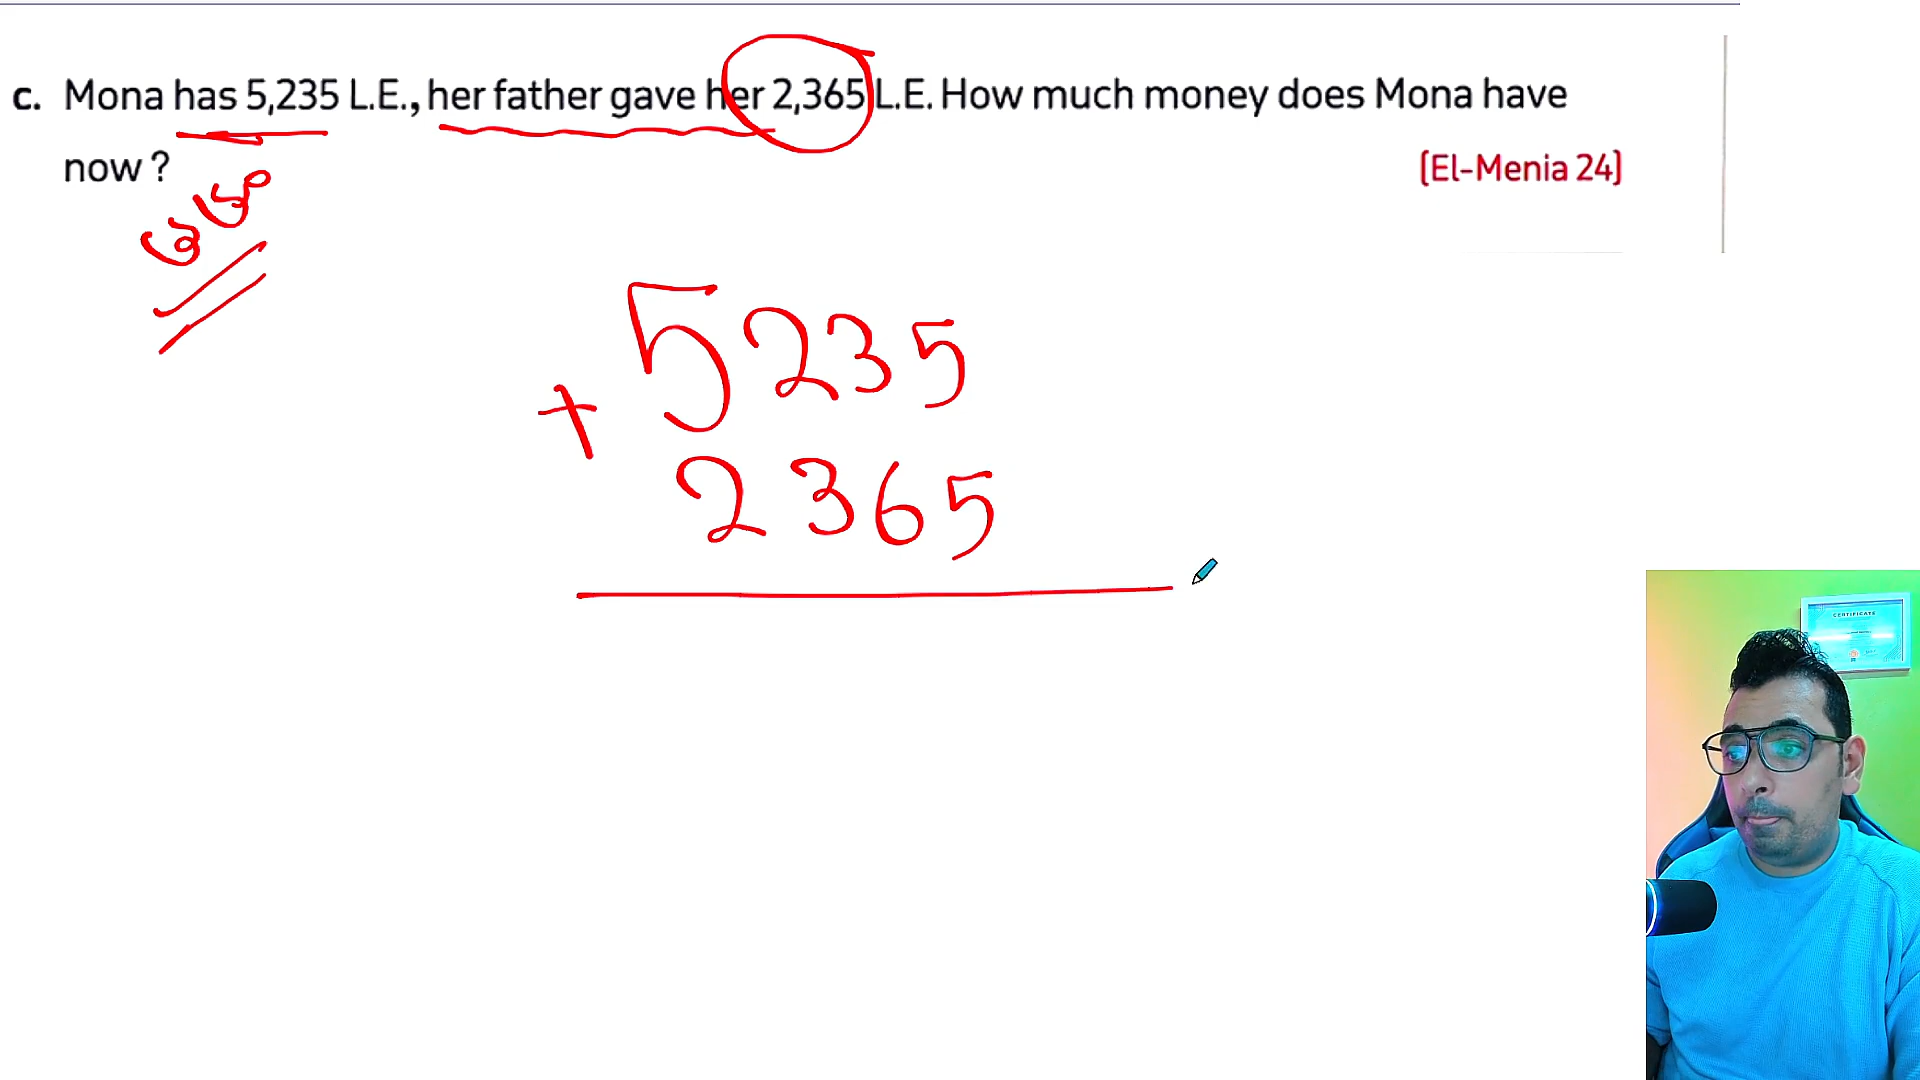 c. Mona has 5,235 L.E., her father gave her 2,365 L.E. How much money does Mona have
now ?
[El-Menia 24]
5235
+
2365
CERTIFICATE